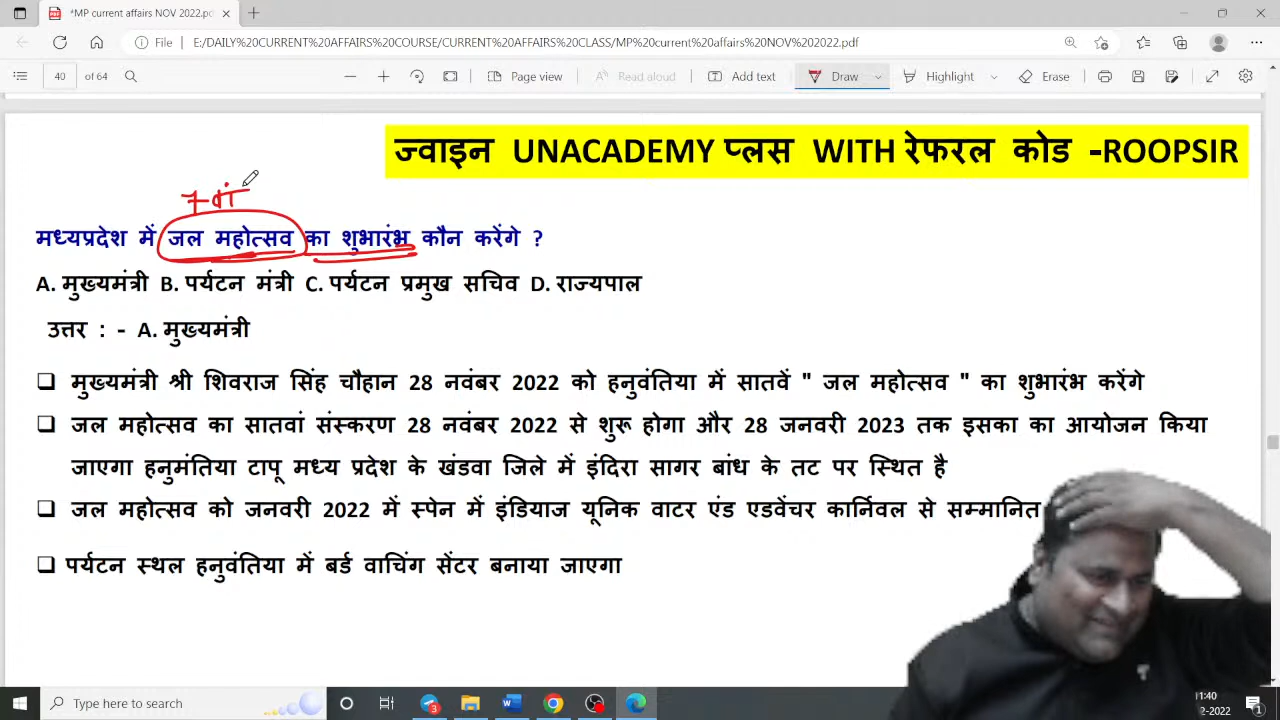 *MP current affairs NOV 2022.pd
File E:/DAILY%20CURRENT%20AFFAIRS%20COURSE/CURRENT%20AFFAIRS%20CLASS/MP%20current%20affairs%20NOV%202022.pdf
40 of 64 Page view Read aloud Add text Draw Highlight Erase
ज्वाइन UNACADEMY प्लस WITH रेफरल कोड -ROOPSIR
7वां
मध्यप्रदेश में जल महोत्सव का शुभारंभ कौन करेंगे ?
A. मुख्यमंत्री B. पर्यटन मंत्री C. पर्यटन प्रमुख सचिव D. राज्यपाल
उत्तर : - A. मुख्यमंत्री
मुख्यमंत्री श्री शिवराज सिंह चौहान 28 नवंबर 2022 को हनुवंतिया में सातवें " जल महोत्सव " का शुभारंभ करेंगे
जल महोत्सव का सातवां संस्करण 28 नवंबर 2022 से शुरू होगा और 28 जनवरी 2023 तक इसका का आयोजन किया
जाएगा हनुमंतिया टापू मध्य प्रदेश के खंडवा जिले में इंदिरा सागर बांध के तट पर स्थित है
जल महोत्सव को जनवरी 2022 में स्पेन में इंडियाज यूनिक वाटर एंड एडवेंचर कार्निवल से सम्मानित
पर्यटन स्थल हनुवंतिया में बर्ड वाचिंग सेंटर बनाया जाएगा
Type here to search
3
11:40
2-2022
1